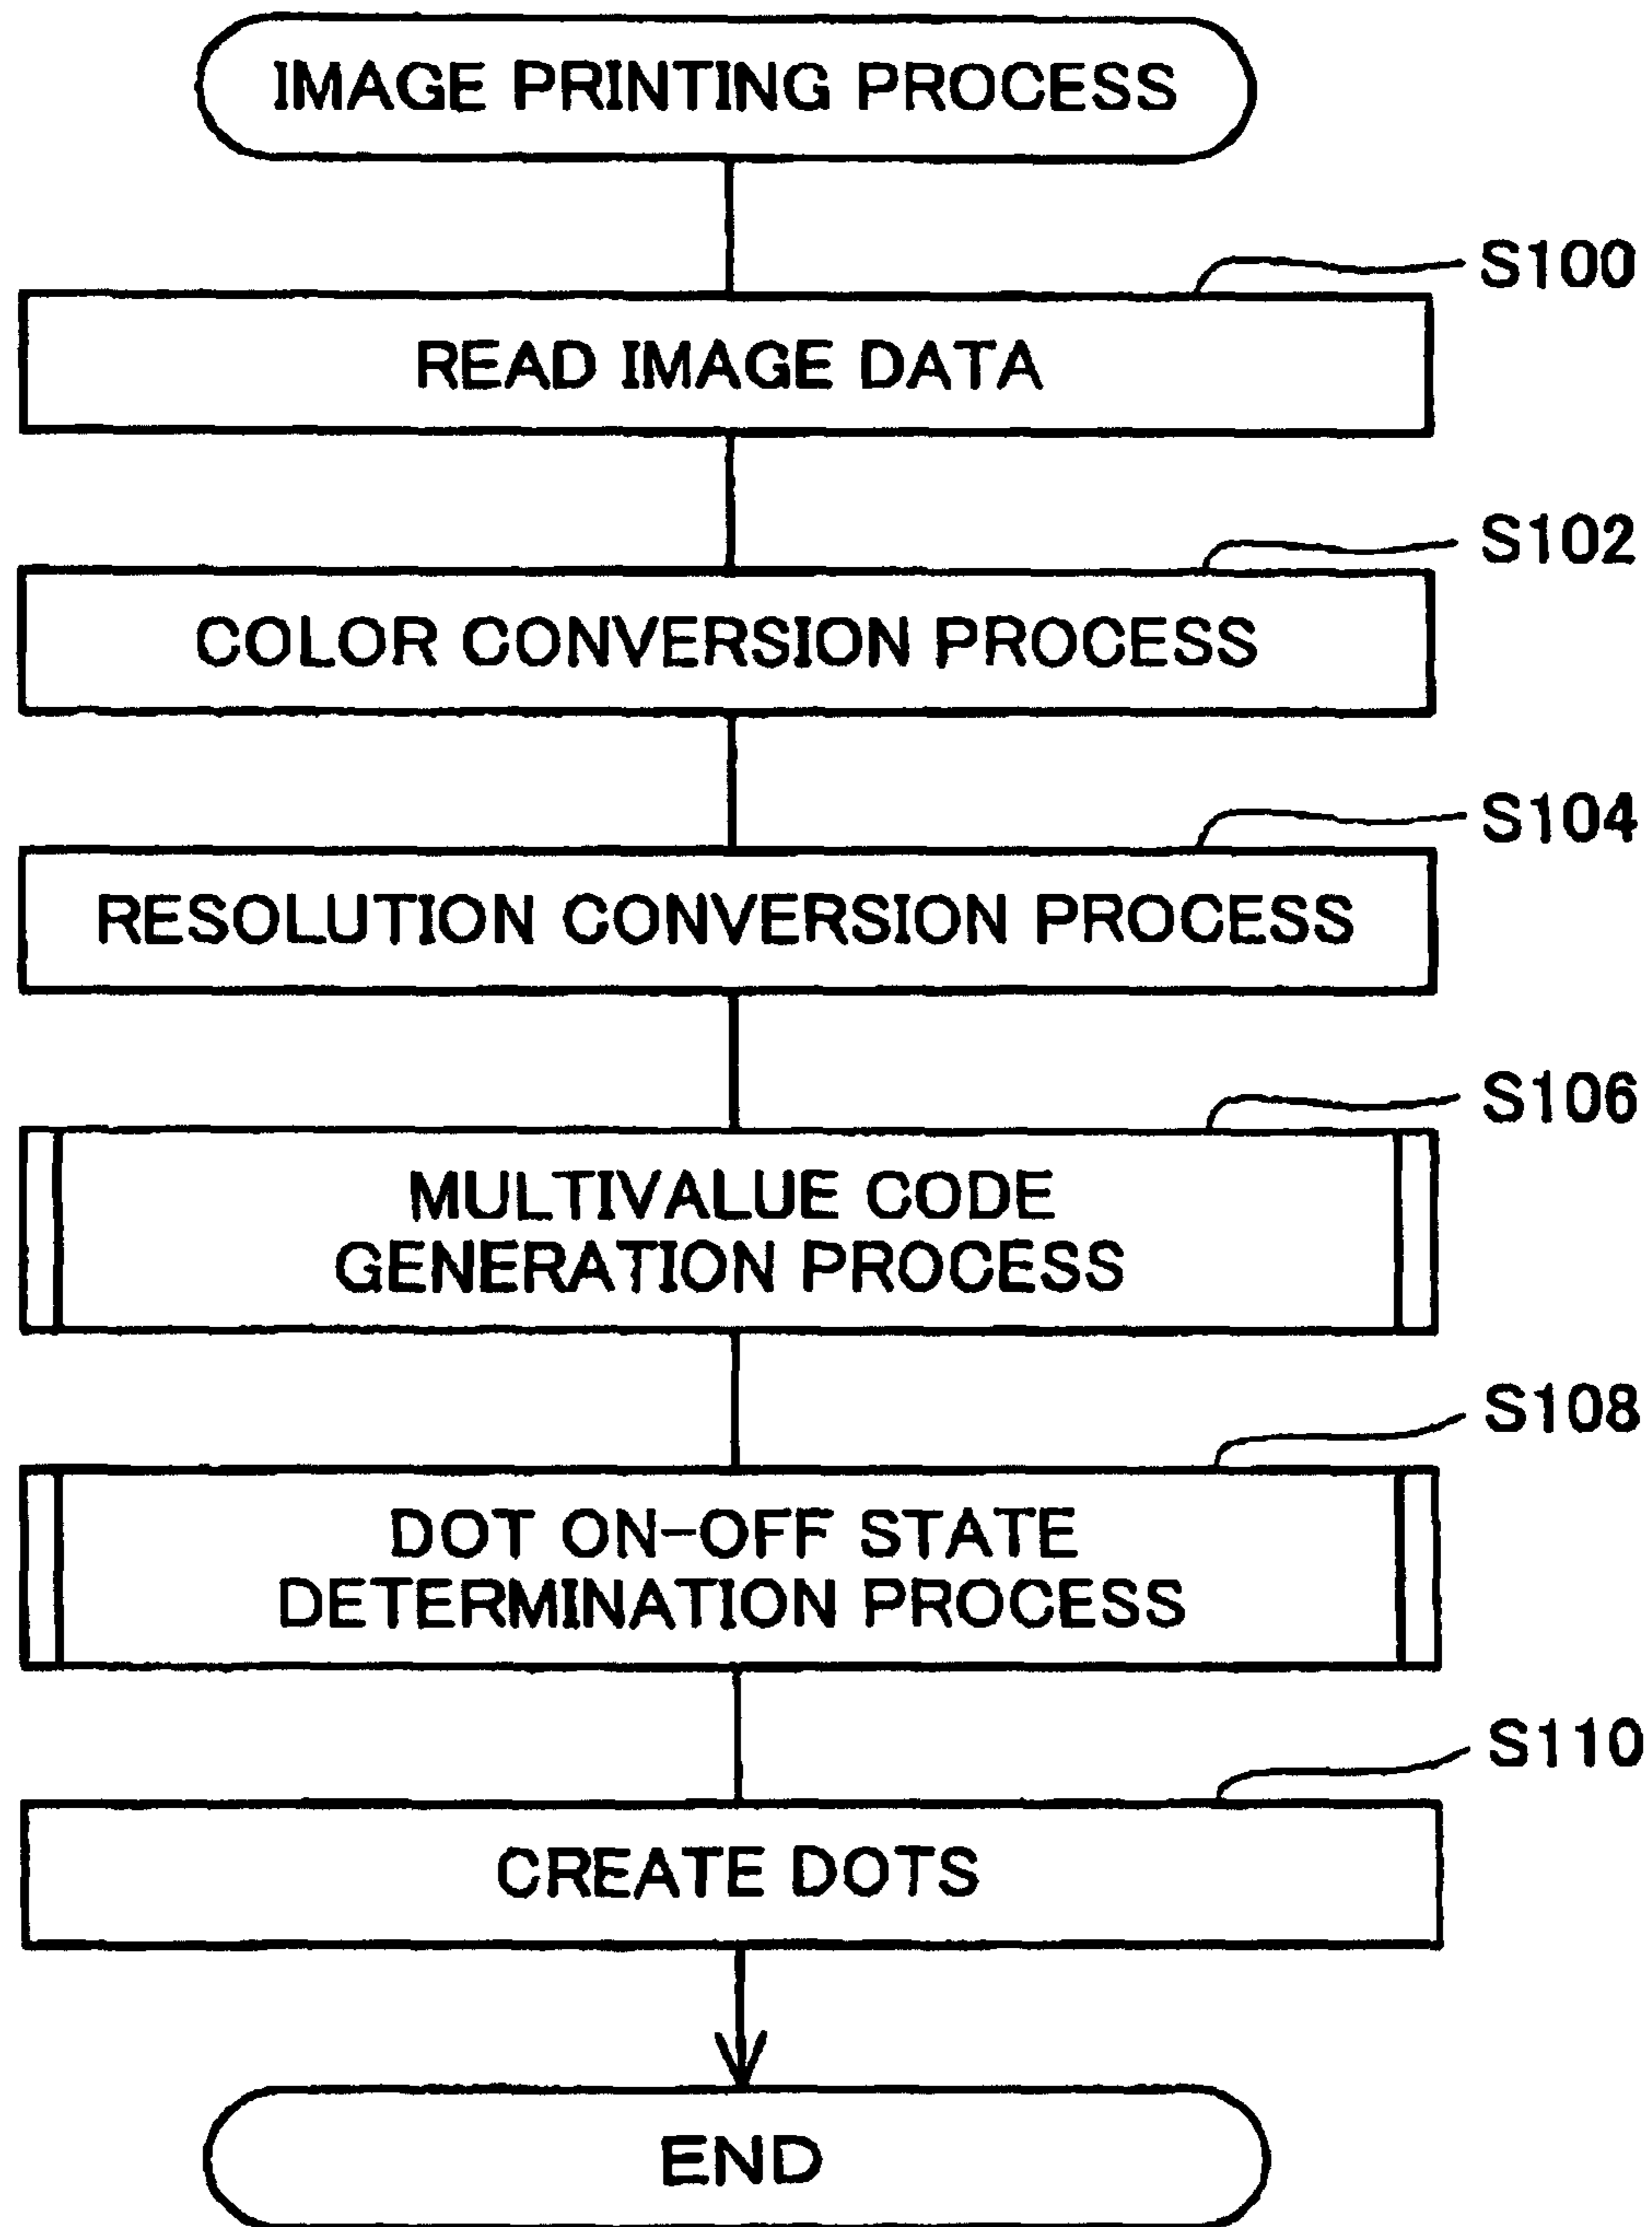 IMAGE PRINTING PROCESS
S100
READ IMAGE DATA
S102
COLOR CONVERSION PROCESS
S104
RESOLUTION CONVERSION PROCESS
S106
MULTIVALUE CODE
GENERATION PROCESS
S108
DOT ON-OFF STATE
DETERMINATION PROCESS
S110
CREATE DOTS
END